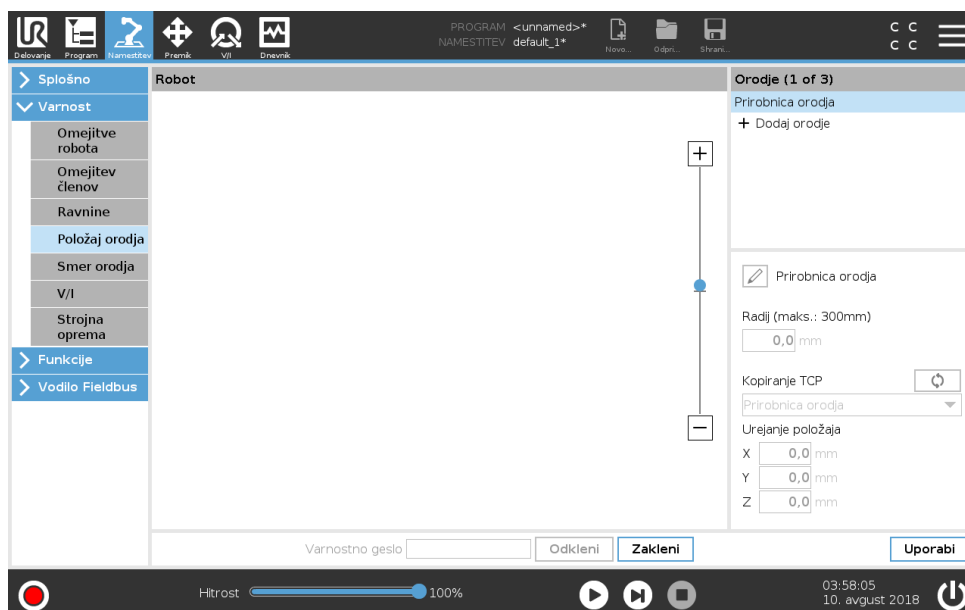 Delovanje
Program
Namestitev
Premik
V/I
Dnevnik
PROGRAM <unnamed>*
NAMESTITEV default_1*
Novo...
Odpri...
Shrani...
C C
C C
Splošno
Varnost
Omejitve
robota
Omejitev
členov
Ravnine
Položaj orodja
Smer orodja
V/I
Strojna
oprema
Funkcije
Vodilo Fieldbus
Robot
Orodje (1 of 3)
Prirobnica orodja
+ Dodaj orodje
Prirobnica orodja
Radij (maks.: 300mm)
0,0 mm
Kopiranje TCP
Prirobnica orodja
Urejanje položaja
X 0,0 mm
Y 0,0 mm
Z 0,0 mm
Varnostno geslo
Odkleni
Zakleni
Uporabi
Hitrost
100%
03:58:05
10. avgust 2018